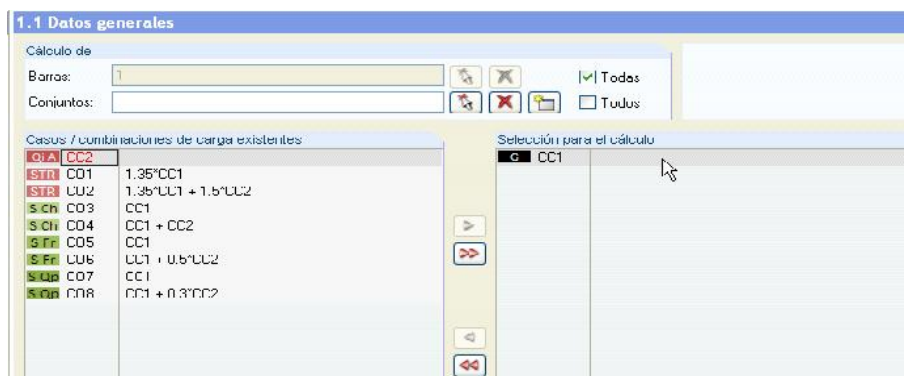 1.1 Datos generales
Cálculo de
Barras: 1 Todas
Conjuntos: Todos
Casos / combinaciones de carga existentes
Qi A CC2
STR CO1 1.35*CC1
STR CO2 1.35*CC1 + 1.5*CC2
S Ch CO3 CC1
S Ch CO4 CC1 + CC2
S Fr CO5 CC1
S Fr CO6 CC1 + 0.5*CC2
S Qp CO7 CC1
S Qp CO8 CC1 + 0.3*CC2
Selección para el cálculo
G CC1